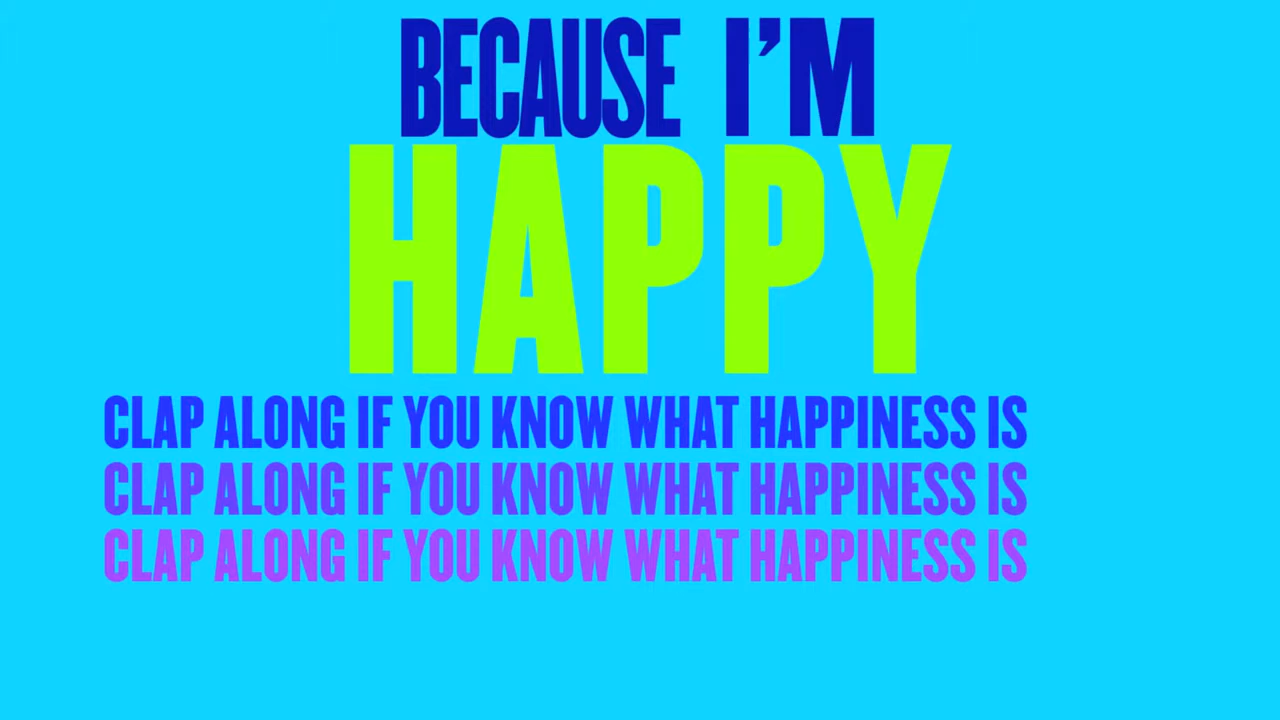 BECAUSE I’M
HAPPY
CLAP ALONG IF YOU KNOW WHAT HAPPINESS IS
CLAP ALONG IF YOU KNOW WHAT HAPPINESS IS
CLAP ALONG IF YOU KNOW WHAT HAPPINESS IS